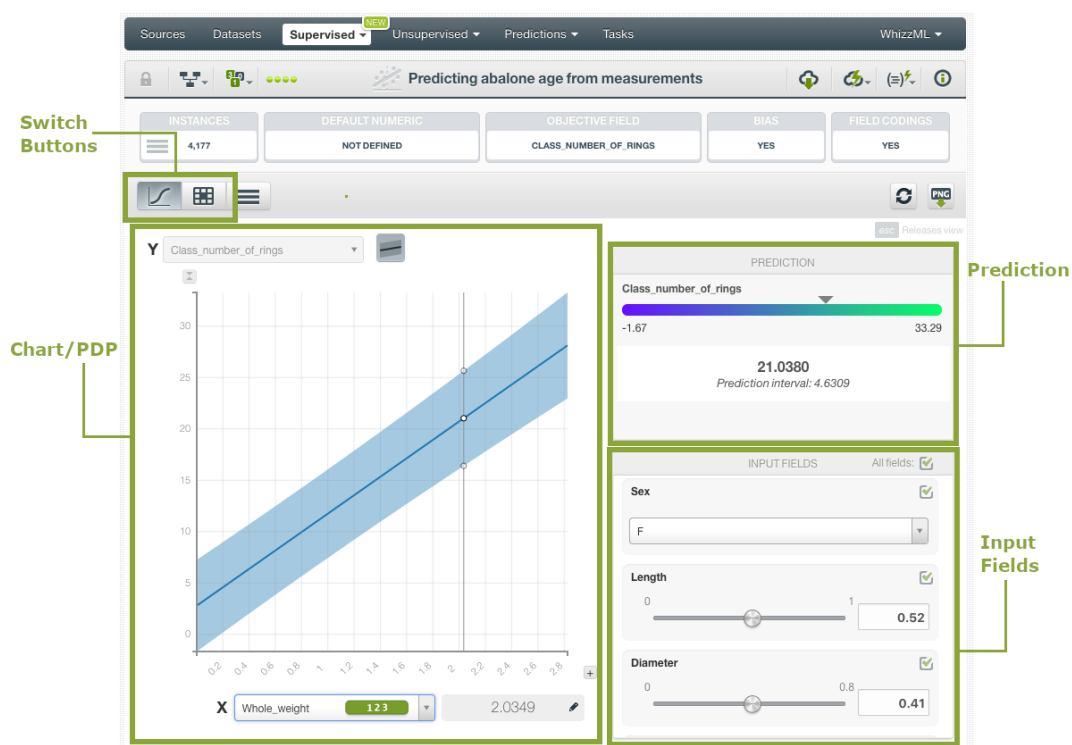 NEW
Sources Datasets Supervised Unsupervised Predictions Tasks WhizzML
Predicting abalone age from measurements
Switch
Buttons
INSTANCES DEFAULT NUMERIC OBJECTIVE FIELD BIAS FIELD CODINGS
4,177 NOT DEFINED CLASS_NUMBER_OF_RINGS YES YES
PNG
esc Releases view
Y Class_number_of_rings
PREDICTION
Prediction
Class_number_of_rings
-1.67 33.29
21.0380
Prediction interval: 4.6309
Chart/PDP
30
25
20
15
10
5
0
0.2 0.4 0.6 0.8 1 1.2 1.4 1.6 1.8 2 2.2 2.4 2.6 2.8
+
X Whole_weight 123 2.0349
INPUT FIELDS All fields:
Sex
F
Input
Fields
Length
0 1
0.52
Diameter
0 0.8
0.41